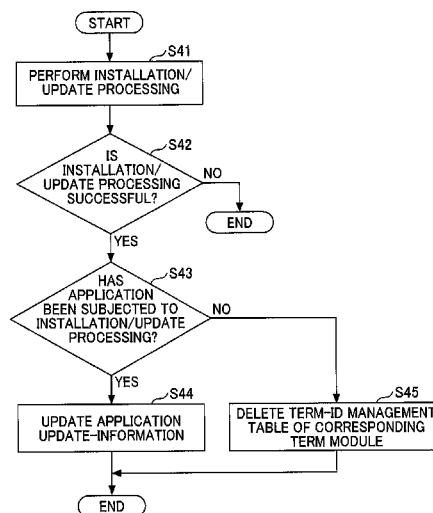 START
S41
PERFORM INSTALLATION/
UPDATE PROCESSING
S42
IS
INSTALLATION/
UPDATE PROCESSING
SUCCESSFUL?
NO
END
YES
S43
HAS
APPLICATION
BEEN SUBJECTED TO
INSTALLATION/UPDATE
PROCESSING?
NO
YES
S44
UPDATE APPLICATION
UPDATE-INFORMATION
S45
DELETE TERM-ID MANAGEMENT
TABLE OF CORRESPONDING
TERM MODULE
END